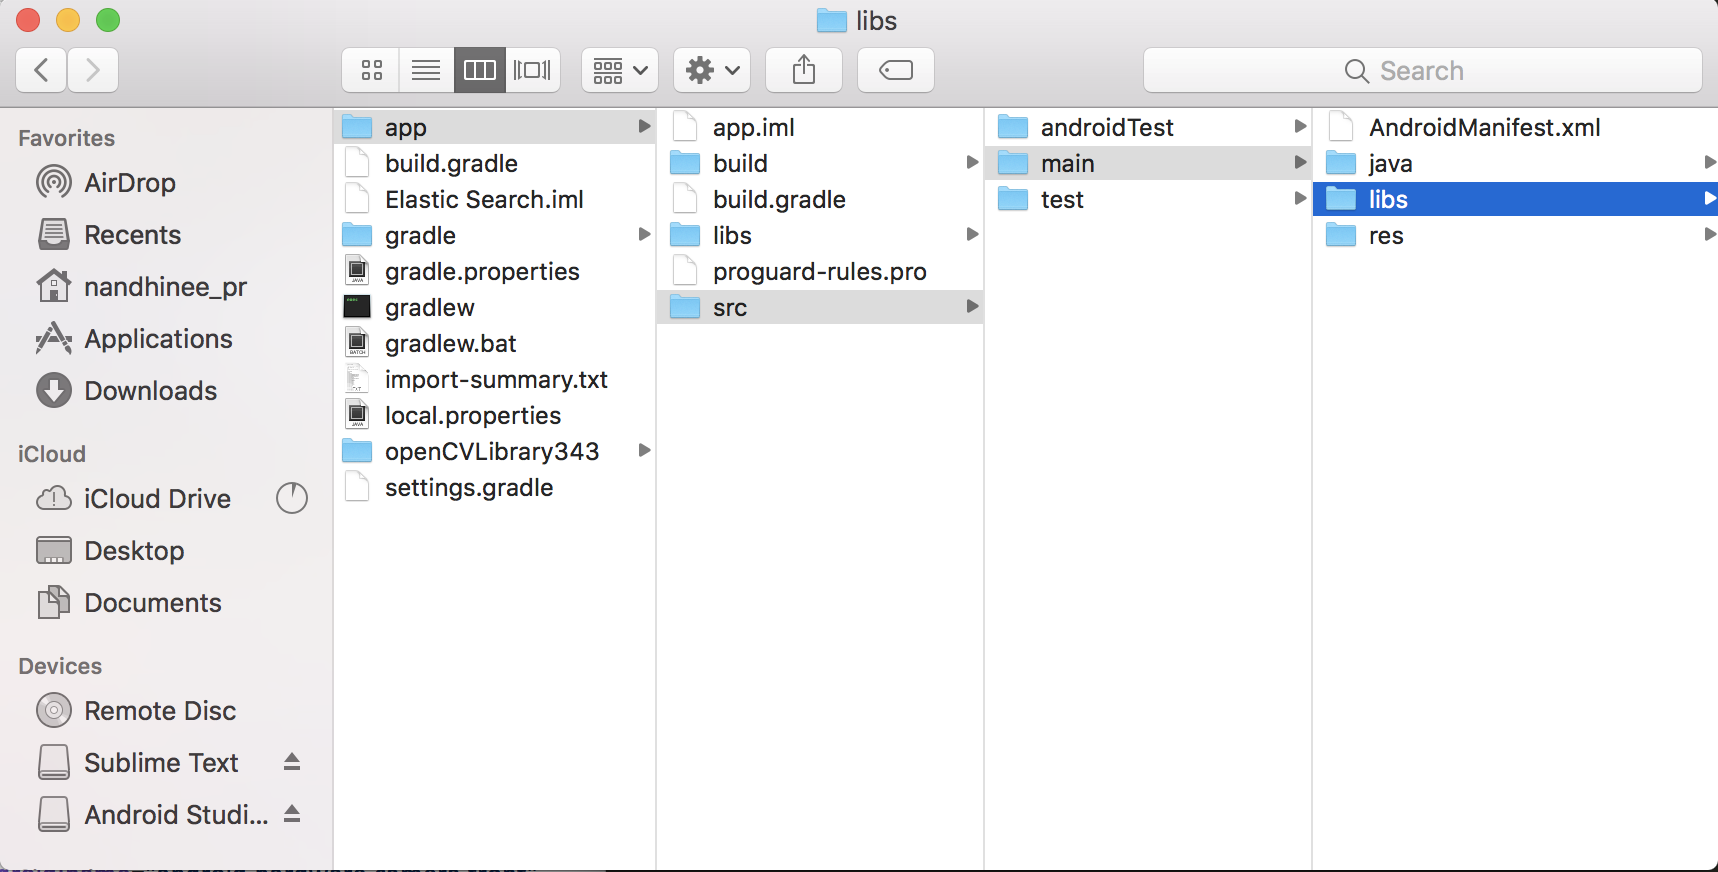 libs
Search
Favorites
AirDrop
Recents
nandhinee_pr
Applications
Downloads
iCloud
iCloud Drive
Desktop
Documents
Devices
Remote Disc
Sublime Text
Android Studi...
app
build.gradle
Elastic Search.iml
gradle
gradle.properties
gradlew
gradlew.bat
import-summary.txt
local.properties
openCVLibrary343
settings.gradle
app.iml
build
build.gradle
libs
proguard-rules.pro
src
androidTest
main
test
AndroidManifest.xml
java
libs
res